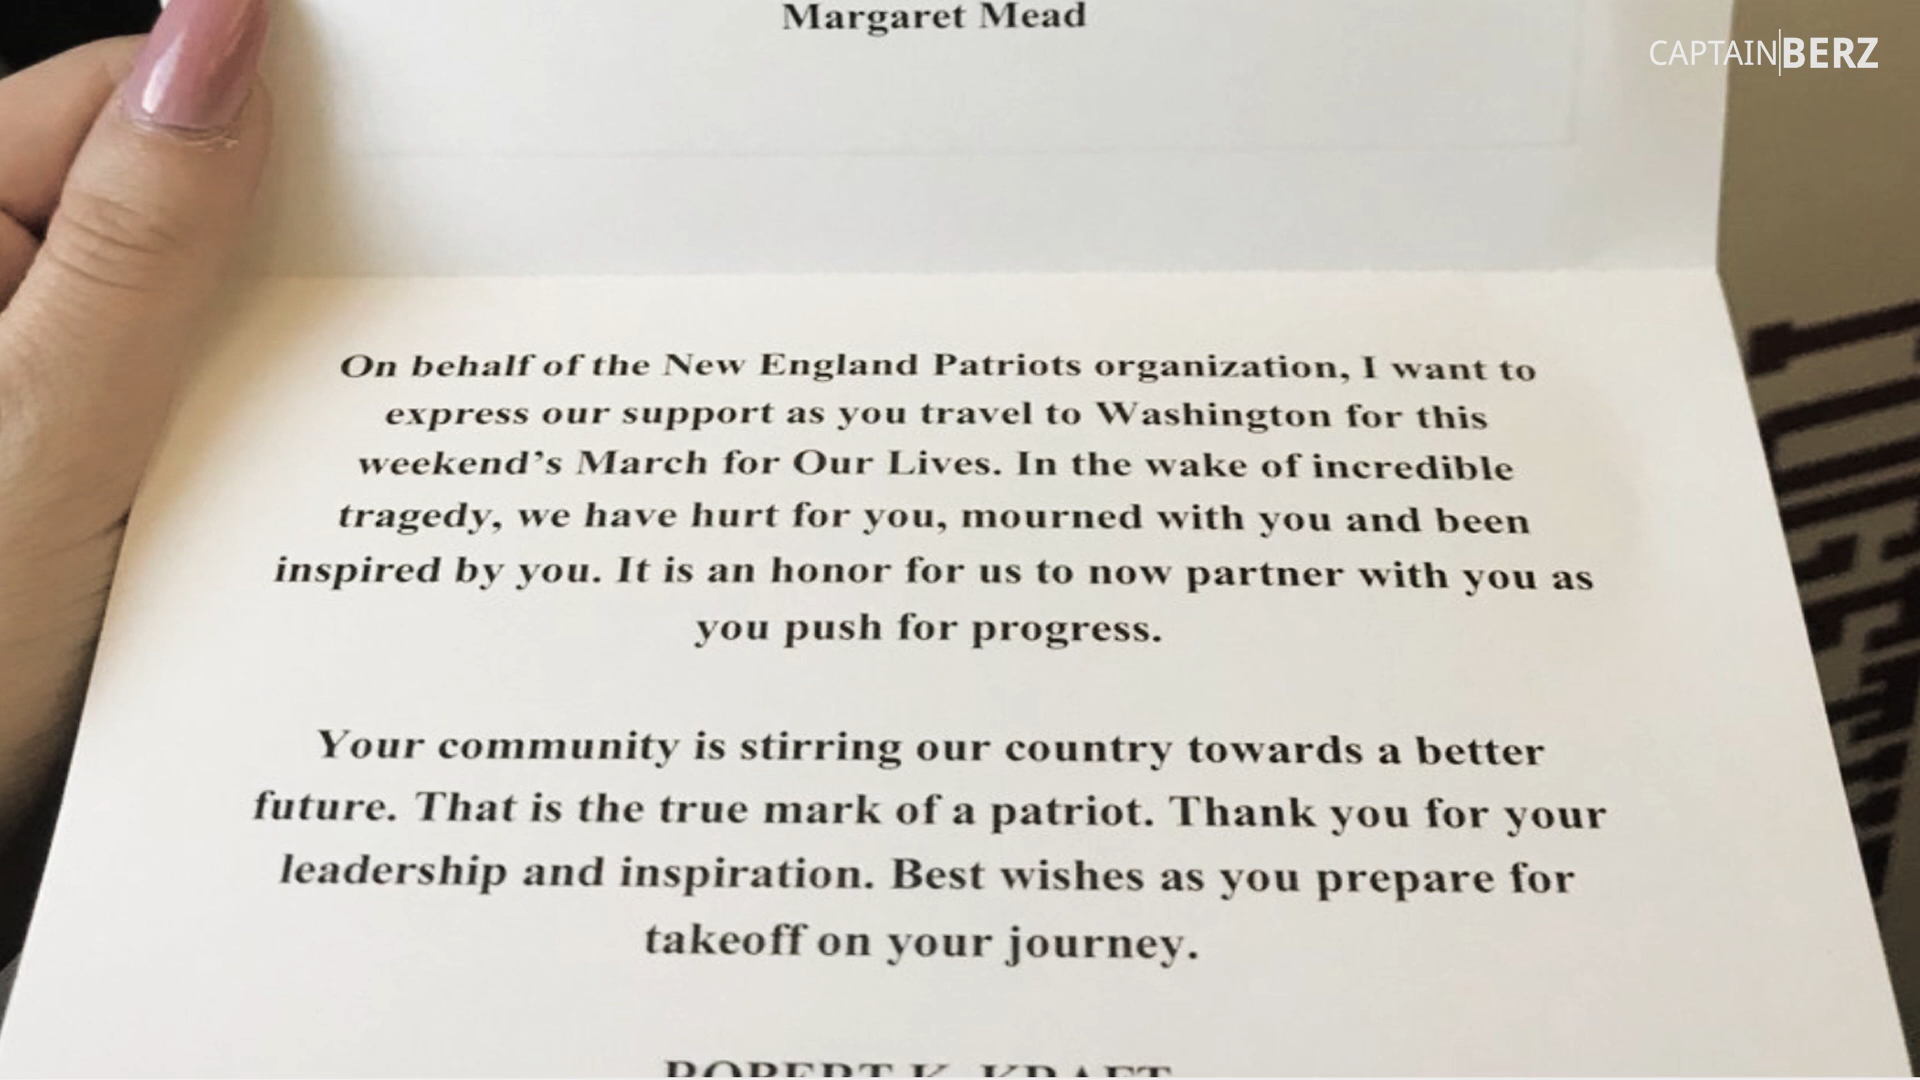 Margaret Mead
CAPTAIN|BERZ
On behalf of the New England Patriots organization, I want to
express our support as you travel to Washington for this
weekend's March for Our Lives. In the wake of incredible
tragedy, we have hurt for you, mourned with you and been
inspired by you. It is an honor for us to now partner with you as
you push for progress.
Your community is stirring our country towards a better
future. That is the true mark of a patriot. Thank you for your
leadership and inspiration. Best wishes as you prepare for
takeoff on your journey.
ROBERT K. KRAFT